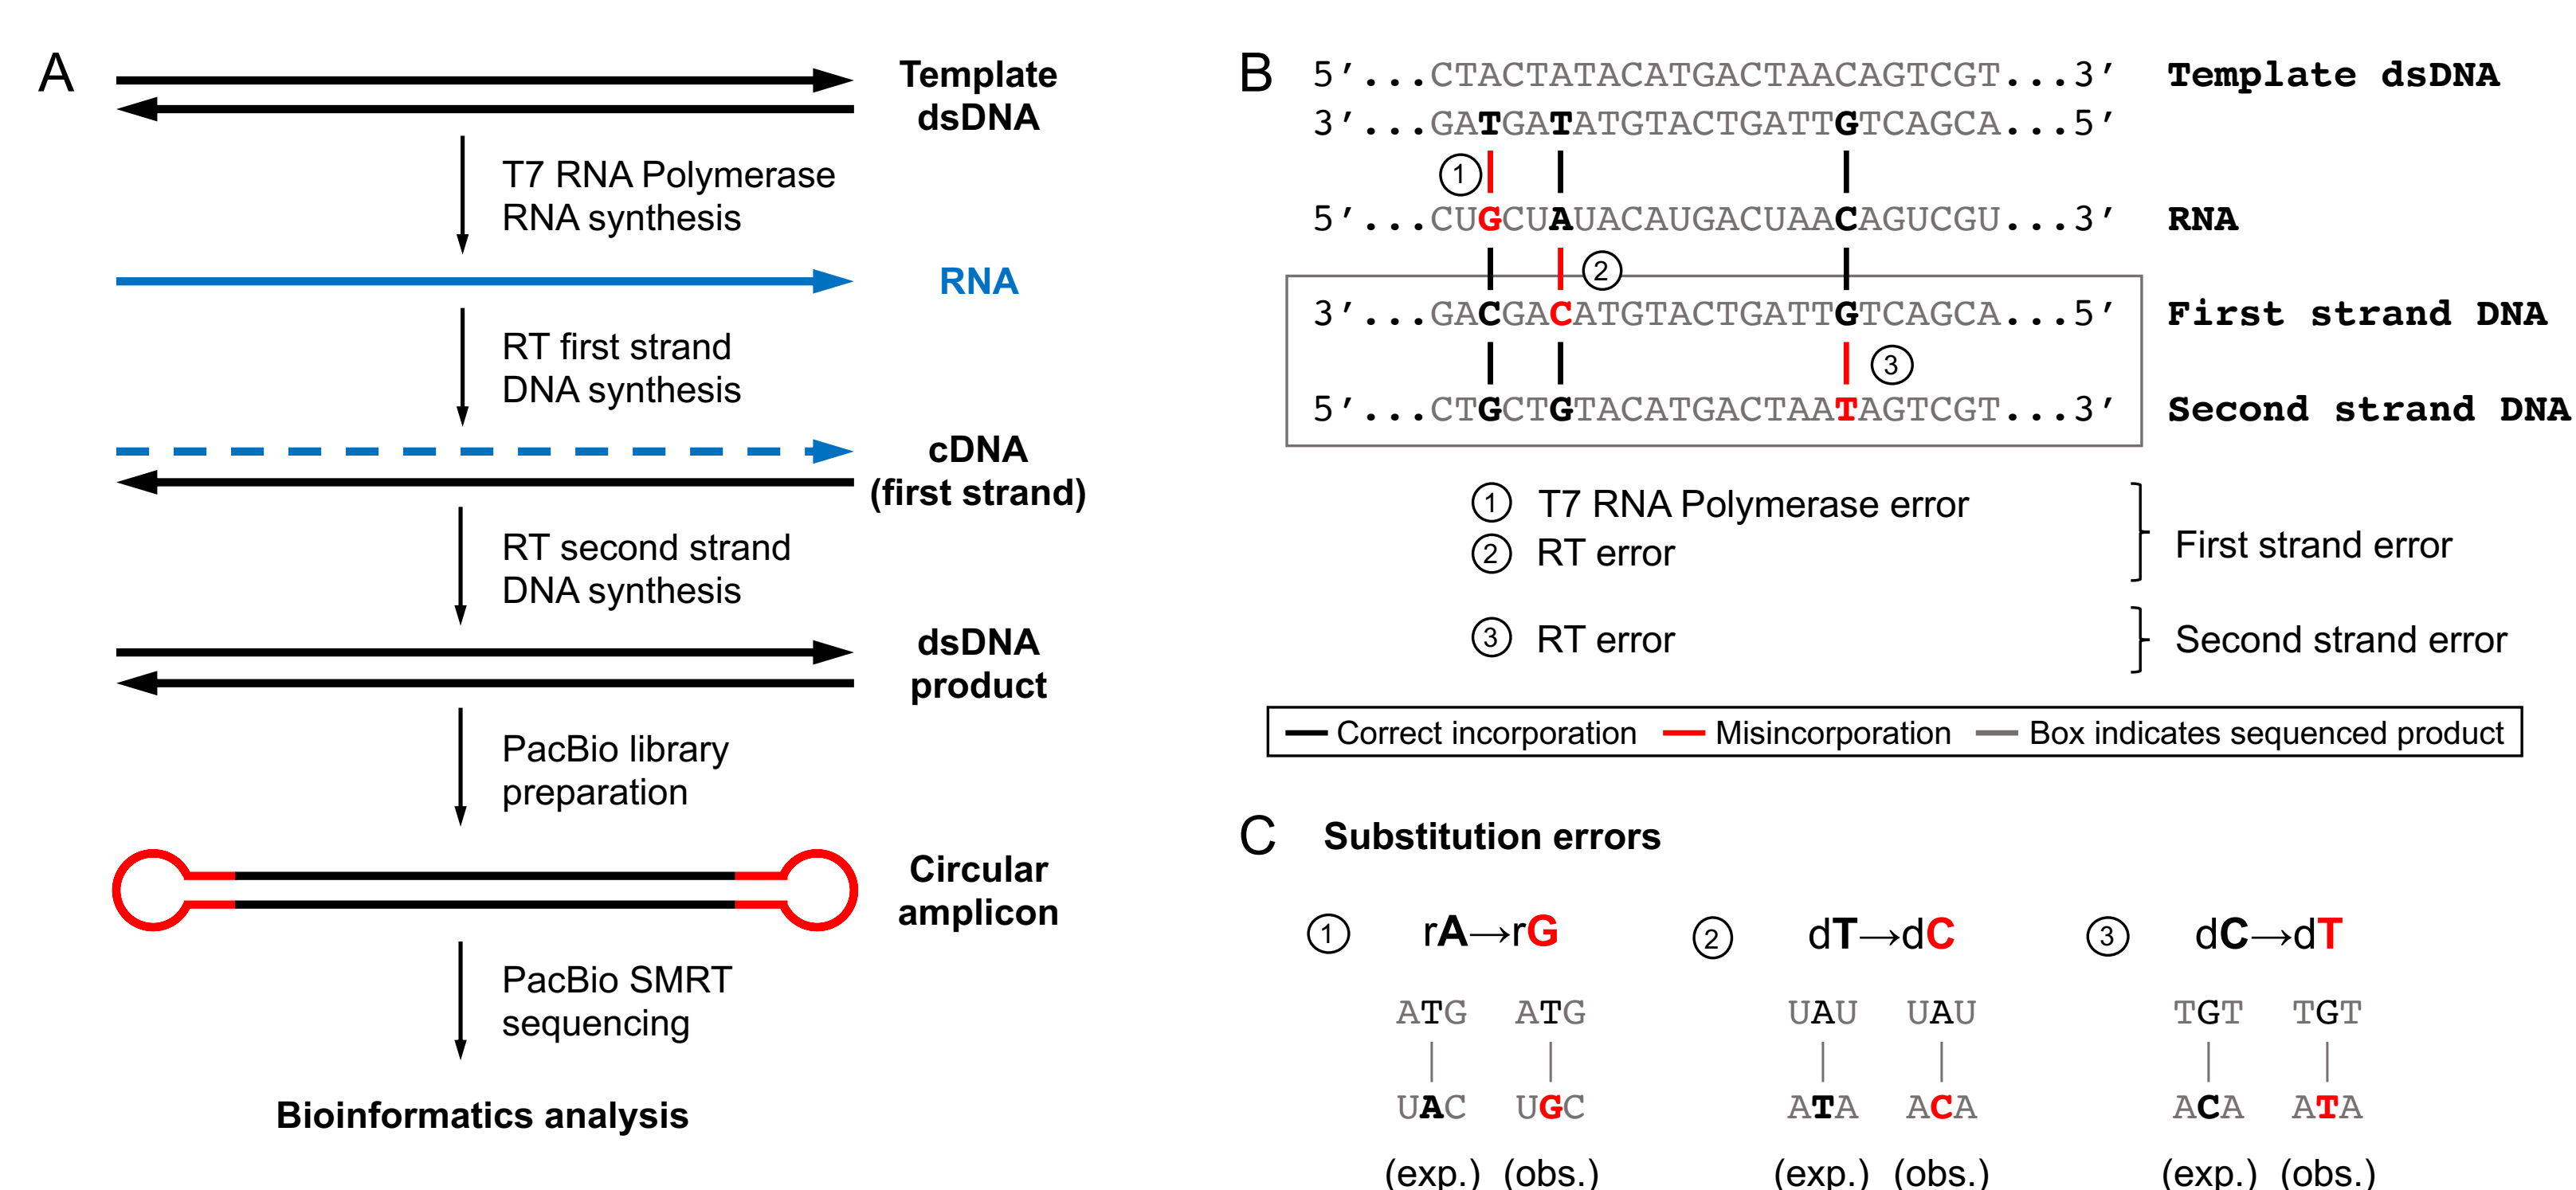 A
Template
dsDNA
T7 RNA Polymerase
RNA synthesis
RNA
RT first strand
DNA synthesis
cDNA
(first strand)
RT second strand
DNA synthesis
dsDNA
product
PacBio library
preparation
Circular
amplicon
PacBio SMRT
sequencing
Bioinformatics analysis
B
5’...CTACTATACATGACTAACAGTCGT...3’ Template dsDNA
3’...GATGATATGTACTGATTGTCAGCA...5’
1
5’...CUGCUAUACAUGACUAACAGUCGU...3’ RNA
2
3’...GACGACATGTACTGATTGTCAGCA...5’ First strand DNA
3
5’...CTGCTGTACATGACTAATAGTCGT...3’ Second strand DNA
1 T7 RNA Polymerase error
2 RT error
First strand error
3 RT error
Second strand error
Correct incorporation Misincorporation Box indicates sequenced product
C Substitution errors
1 rA→rG 2 dT→dC 3 dC→dT
ATG ATG UAU UAU TGT TGT
UAC UGC ATA ACA ACA ATA
(exp.) (obs.) (exp.) (obs.) (exp.) (obs.)